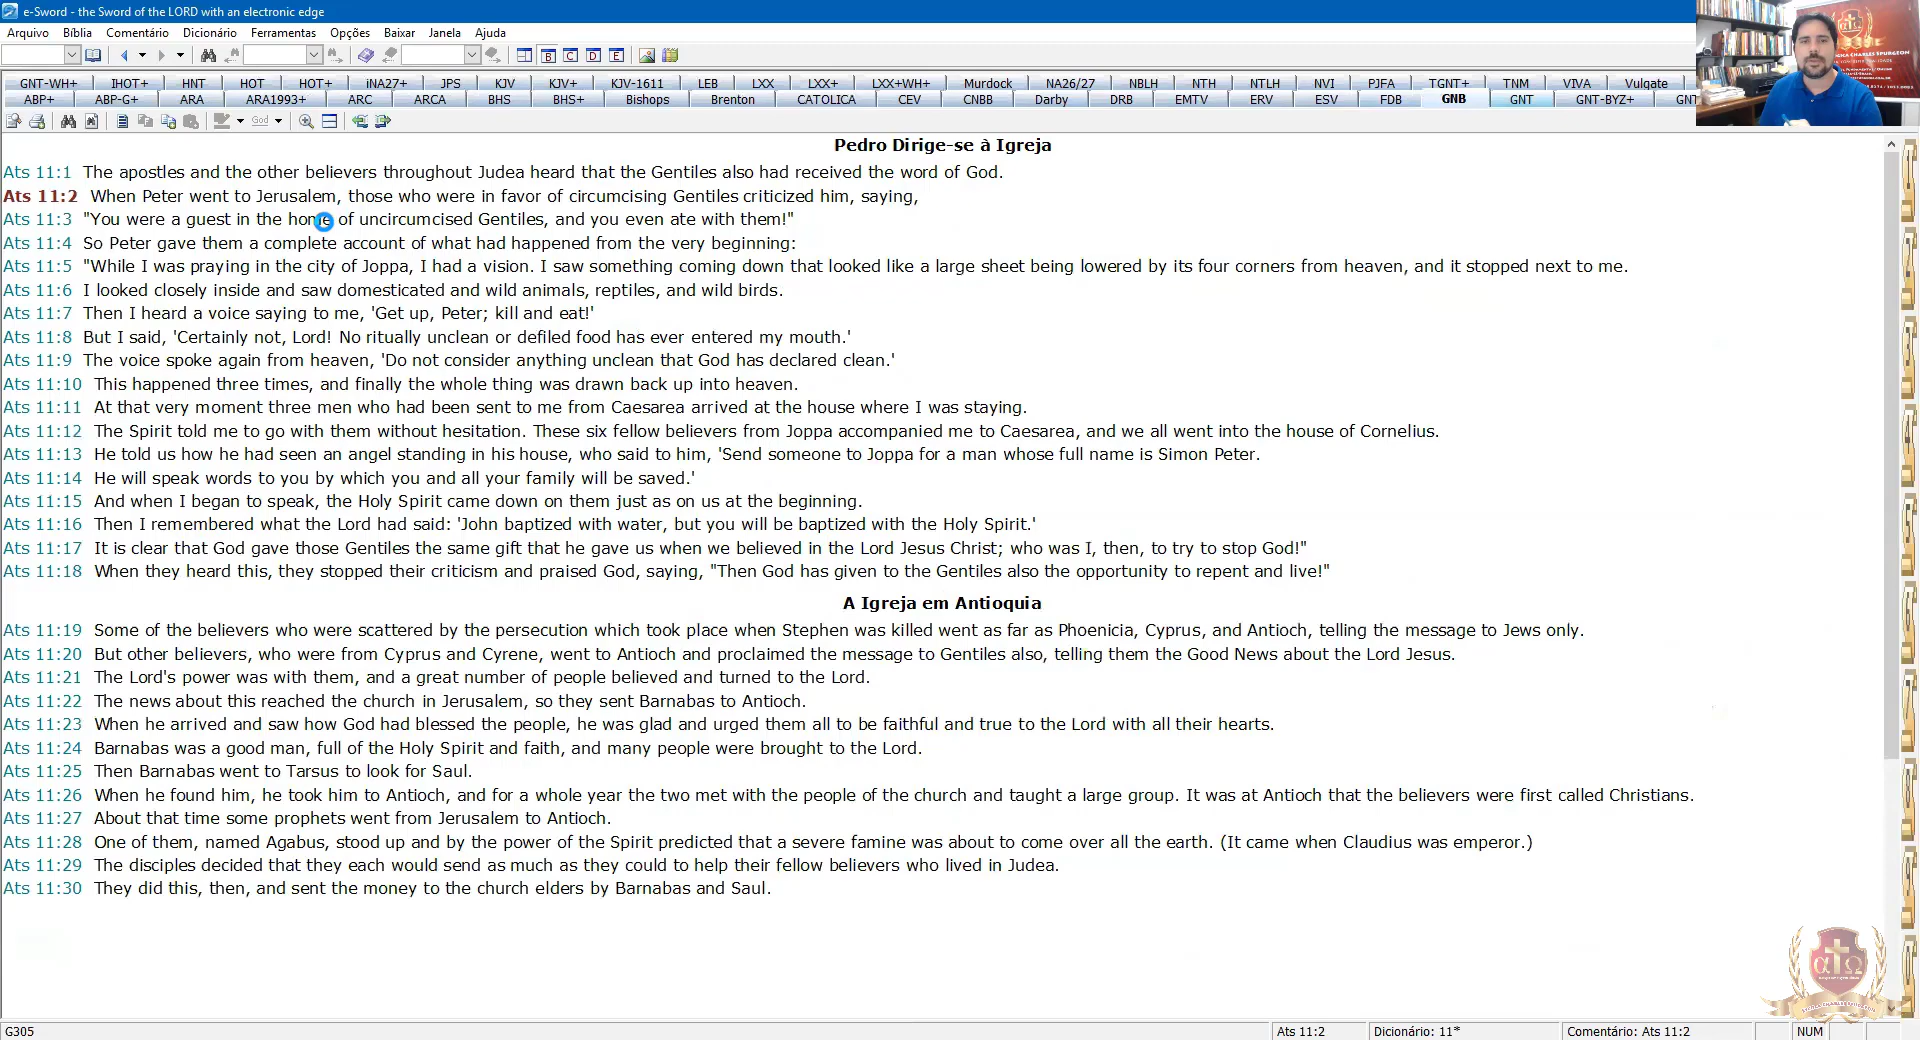 e-Sword - the Sword of the LORD with an electronic edge
Arquivo Bíblia Comentário Dicionário Ferramentas Opções Baixar Janela Ajuda
GNT-WH+ IHOT+ HNT HOT HOT+ iNA27+ JPS KJV KJV+ KJV-1611 LEB LXX LXX+ LXX+WH+ Murdock NA26/27 NBLH NTH NTLH NVI PJFA TGNT+ TNM VIVA Vulgate
ABP+ ABP-G+ ARA ARA1993+ ARC ARCA BHS BHS+ Bishops Brenton CATOLICA CEV CNBB Darby DRB EMTV ERV ESV FDB GNB GNT GNT-BYZ+ GNT
God
Pedro Dirige-se à Igreja
Ats 11:1 The apostles and the other believers throughout Judea heard that the Gentiles also had received the word of God.
Ats 11:2 When Peter went to Jerusalem, those who were in favor of circumcising Gentiles criticized him, saying,
Ats 11:3 "You were a guest in the home of uncircumcised Gentiles, and you even ate with them!"
Ats 11:4 So Peter gave them a complete account of what had happened from the very beginning:
Ats 11:5 "While I was praying in the city of Joppa, I had a vision. I saw something coming down that looked like a large sheet being lowered by its four corners from heaven, and it stopped next to me.
Ats 11:6 I looked closely inside and saw domesticated and wild animals, reptiles, and wild birds.
Ats 11:7 Then I heard a voice saying to me, 'Get up, Peter; kill and eat!'
Ats 11:8 But I said, 'Certainly not, Lord! No ritually unclean or defiled food has ever entered my mouth.'
Ats 11:9 The voice spoke again from heaven, 'Do not consider anything unclean that God has declared clean.'
Ats 11:10 This happened three times, and finally the whole thing was drawn back up into heaven.
Ats 11:11 At that very moment three men who had been sent to me from Caesarea arrived at the house where I was staying.
Ats 11:12 The Spirit told me to go with them without hesitation. These six fellow believers from Joppa accompanied me to Caesarea, and we all went into the house of Cornelius.
Ats 11:13 He told us how he had seen an angel standing in his house, who said to him, 'Send someone to Joppa for a man whose full name is Simon Peter.
Ats 11:14 He will speak words to you by which you and all your family will be saved.'
Ats 11:15 And when I began to speak, the Holy Spirit came down on them just as on us at the beginning.
Ats 11:16 Then I remembered what the Lord had said: 'John baptized with water, but you will be baptized with the Holy Spirit.'
Ats 11:17 It is clear that God gave those Gentiles the same gift that he gave us when we believed in the Lord Jesus Christ; who was I, then, to try to stop God!"
Ats 11:18 When they heard this, they stopped their criticism and praised God, saying, "Then God has given to the Gentiles also the opportunity to repent and live!"
A Igreja em Antioquia
Ats 11:19 Some of the believers who were scattered by the persecution which took place when Stephen was killed went as far as Phoenicia, Cyprus, and Antioch, telling the message to Jews only.
Ats 11:20 But other believers, who were from Cyprus and Cyrene, went to Antioch and proclaimed the message to Gentiles also, telling them the Good News about the Lord Jesus.
Ats 11:21 The Lord's power was with them, and a great number of people believed and turned to the Lord.
Ats 11:22 The news about this reached the church in Jerusalem, so they sent Barnabas to Antioch.
Ats 11:23 When he arrived and saw how God had blessed the people, he was glad and urged them all to be faithful and true to the Lord with all their hearts.
Ats 11:24 Barnabas was a good man, full of the Holy Spirit and faith, and many people were brought to the Lord.
Ats 11:25 Then Barnabas went to Tarsus to look for Saul.
Ats 11:26 When he found him, he took him to Antioch, and for a whole year the two met with the people of the church and taught a large group. It was at Antioch that the believers were first called Christians.
Ats 11:27 About that time some prophets went from Jerusalem to Antioch.
Ats 11:28 One of them, named Agabus, stood up and by the power of the Spirit predicted that a severe famine was about to come over all the earth. (It came when Claudius was emperor.)
Ats 11:29 The disciples decided that they each would send as much as they could to help their fellow believers who lived in Judea.
Ats 11:30 They did this, then, and sent the money to the church elders by Barnabas and Saul.
G305 Ats 11:2 Dicionário: 11* Comentário: Ats 11:2 NUM